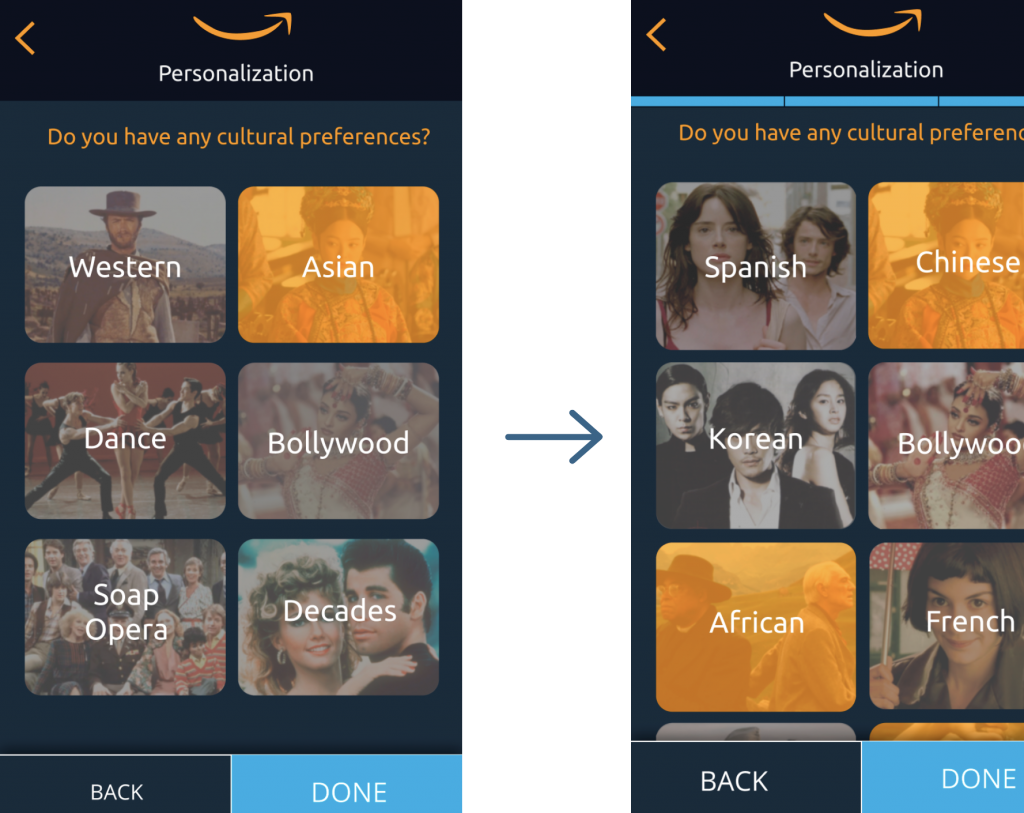 Personalization
Do you have any cultural preferences?
Western
Asian
Dance
Bollywood
Soap
Opera
Decades
BACK
DONE
Personalization
Do you have any cultural preferenc
Spanish
Chinese
Korean
Bollywoo
African
French
BACK
DONE